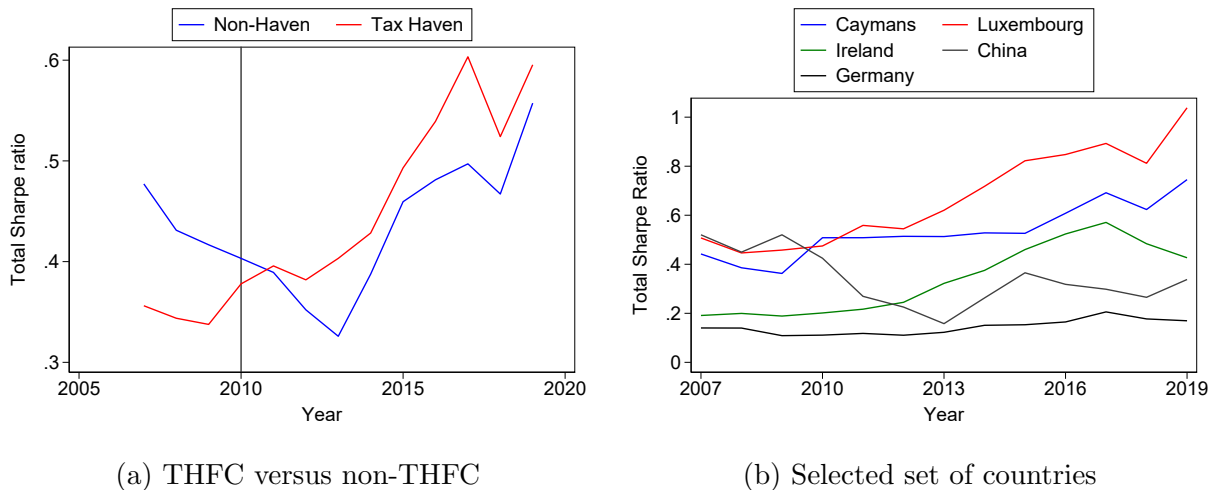 Non-Haven Tax Haven
Total Sharpe ratio
.6
.5
.4
.3
2005 2010 2015 2020
Year
(a) THFC versus non-THFC
Caymans Luxembourg
Ireland China
Germany
Total Sharpe Ratio
1
.8
.6
.4
.2
0
2007 2010 2013 2016 2019
Year
(b) Selected set of countries